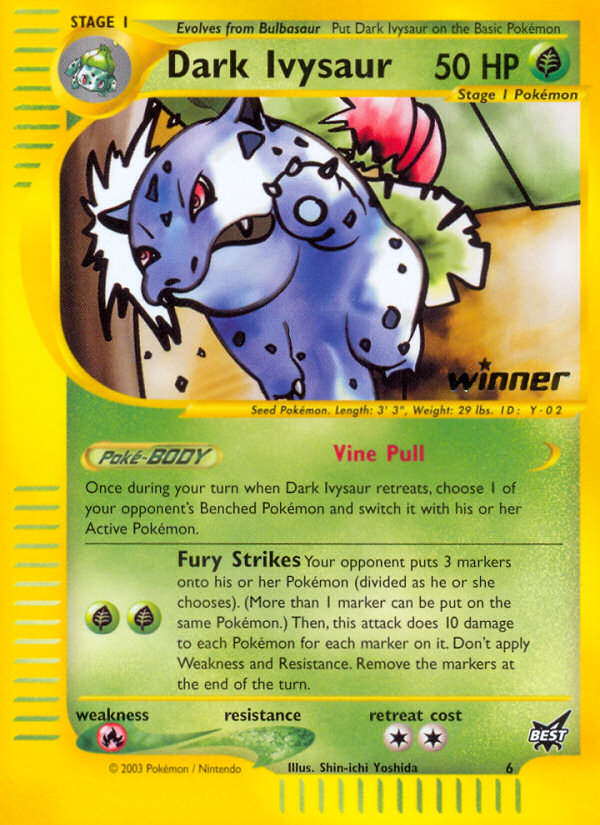 STAGE 1
Evolves from Bulbasaur Put Dark Ivysaur on the Basic Pokémon
Dark Ivysaur 50 HP
Stage 1 Pokémon
winner
Seed Pokémon. Length: 3' 3", Weight: 29 lbs. ID: Y-02
Poké-BODY Vine Pull
Once during your turn when Dark Ivysaur retreats, choose 1 of
your opponent's Benched Pokémon and switch it with his or her
Active Pokémon.
Fury Strikes Your opponent puts 3 markers
onto his or her Pokémon (divided as he or she
chooses). (More than 1 marker can be put on the
same Pokémon.) Then, this attack does 10 damage
to each Pokémon for each marker on it. Don't apply
Weakness and Resistance. Remove the markers at
the end of the turn.
weakness resistance retreat cost
BEST
© 2003 Pokémon / Nintendo Illus. Shin-ichi Yoshida 6